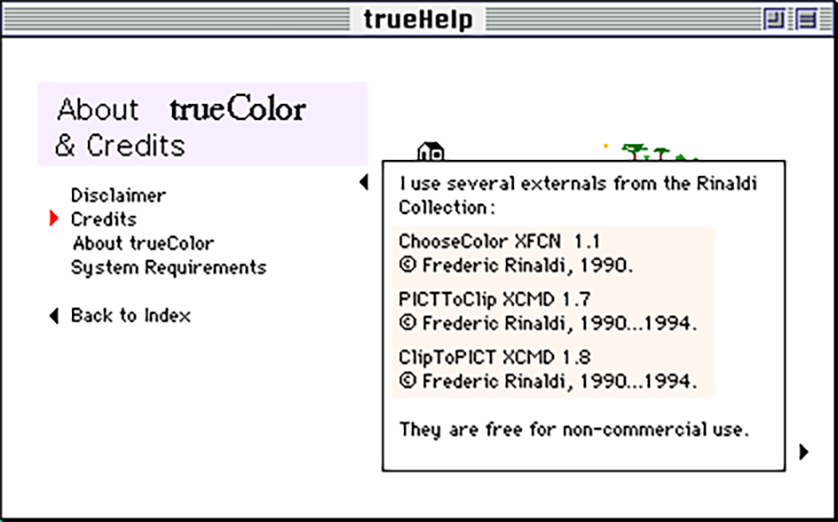 trueHelp
About trueColor
& Credits
Disclaimer
Credits
About trueColor
System Requirements
Back to Index
I use several externals from the Rinaldi
Collection:
ChooseColor XFCN 1.1
© Frederic Rinaldi, 1990.
PICTToClip XCMD 1.7
© Frederic Rinaldi, 1990...1994.
ClipToPICT XCMD 1.8
© Frederic Rinaldi, 1990...1994.
They are free for non-commercial use.